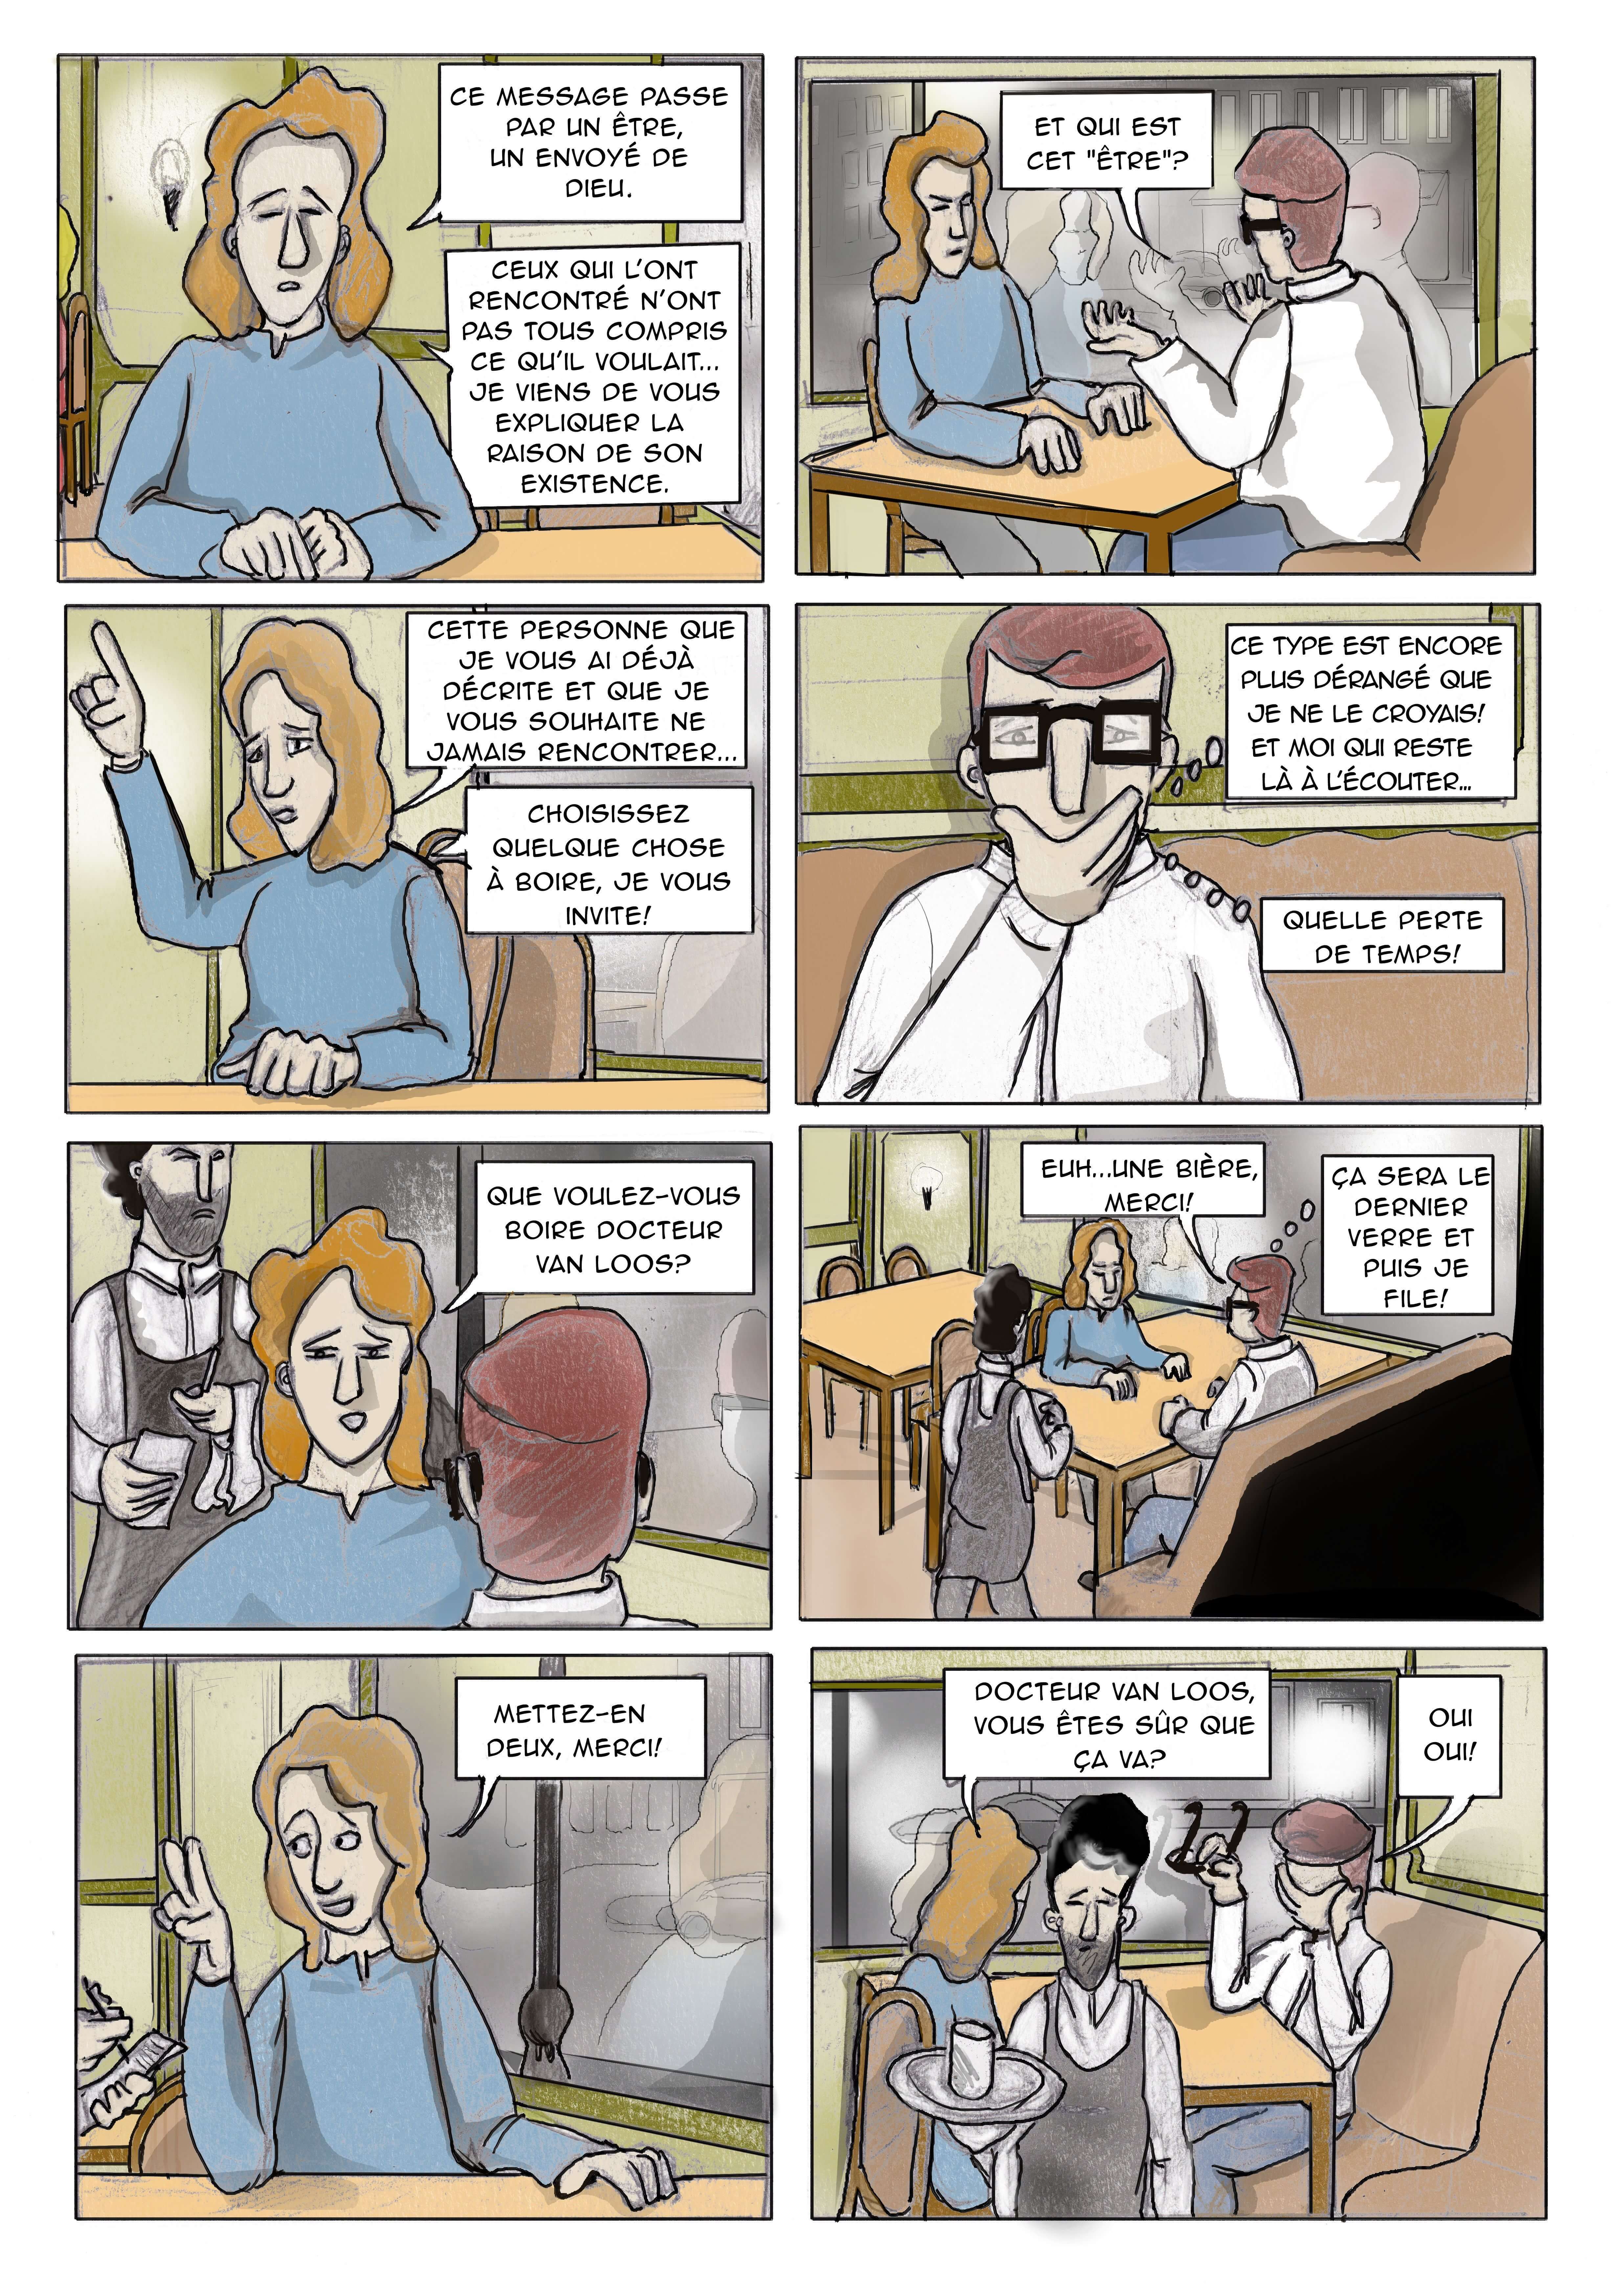 CE MESSAGE PASSE
PAR UN ÊTRE,
UN ENVOYÉ DE
DIEU.
CEUX QUI L'ONT
RENCONTRÉ N'ONT
PAS TOUS COMPRIS
CE QU'IL VOULAIT...
JE VIENS DE VOUS
EXPLIQUER LA
RAISON DE SON
EXISTENCE.
ET QUI EST
CET "ÊTRE"?
CETTE PERSONNE QUE
JE VOUS AI DÉJÀ
DÉCRITE ET QUE JE
VOUS SOUHAITE NE
JAMAIS RENCONTRER...
CHOISISSEZ
QUELQUE CHOSE
À BOIRE, JE VOUS
INVITE!
CE TYPE EST ENCORE
PLUS DÉRANGÉ QUE
JE NE LE CROYAIS!
ET MOI QUI RESTE
LÀ À L'ÉCOUTER...
QUELLE PERTE
DE TEMPS!
QUE VOULEZ-VOUS
BOIRE DOCTEUR
VAN LOOS?
EUH...UNE BIÈRE,
MERCI!
ÇA SERA LE
DERNIER
VERRE ET
PUIS JE
FILE!
METTEZ-EN
DEUX, MERCI!
DOCTEUR VAN LOOS,
VOUS ÊTES SÛR QUE
ÇA VA?
OUI
OUI!